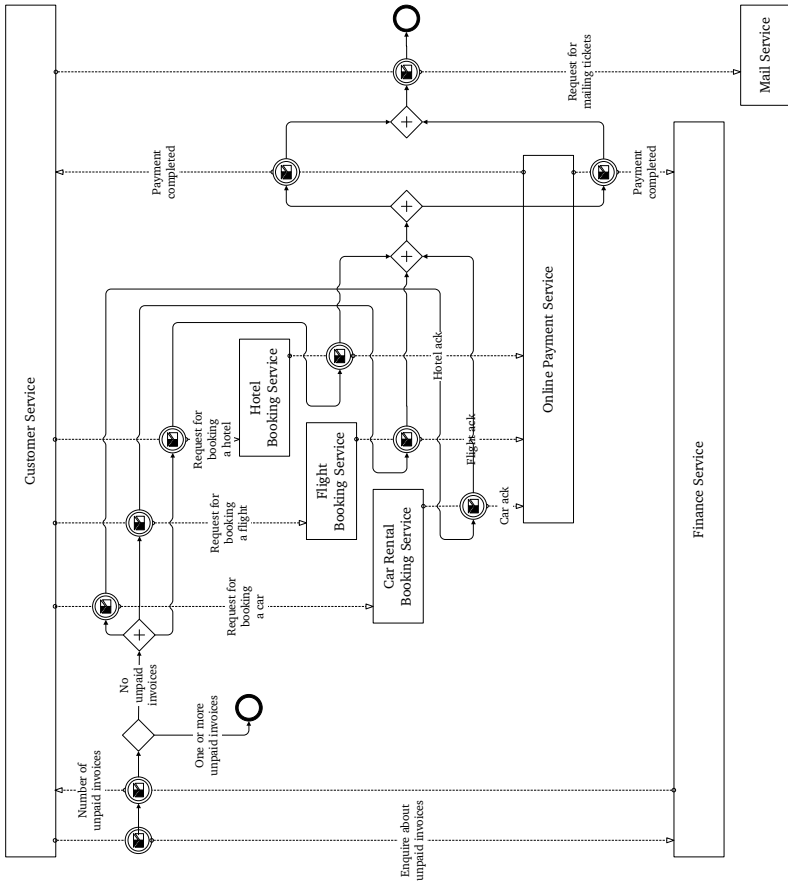 Customer Service
Number of
unpaid invoices
Enquire about
unpaid invoices
One or more
unpaid invoices
No
unpaid
invoices
Request for
booking
a car
Request for
booking
a flight
Request for
booking
a hotel
Car Rental
Booking Service
Flight
Booking Service
Hotel
Booking Service
Car ack
Flight ack
Hotel ack
Online Payment Service
Payment
completed
Payment
completed
Request for
mailing tickets
Finance Service
Mail Service